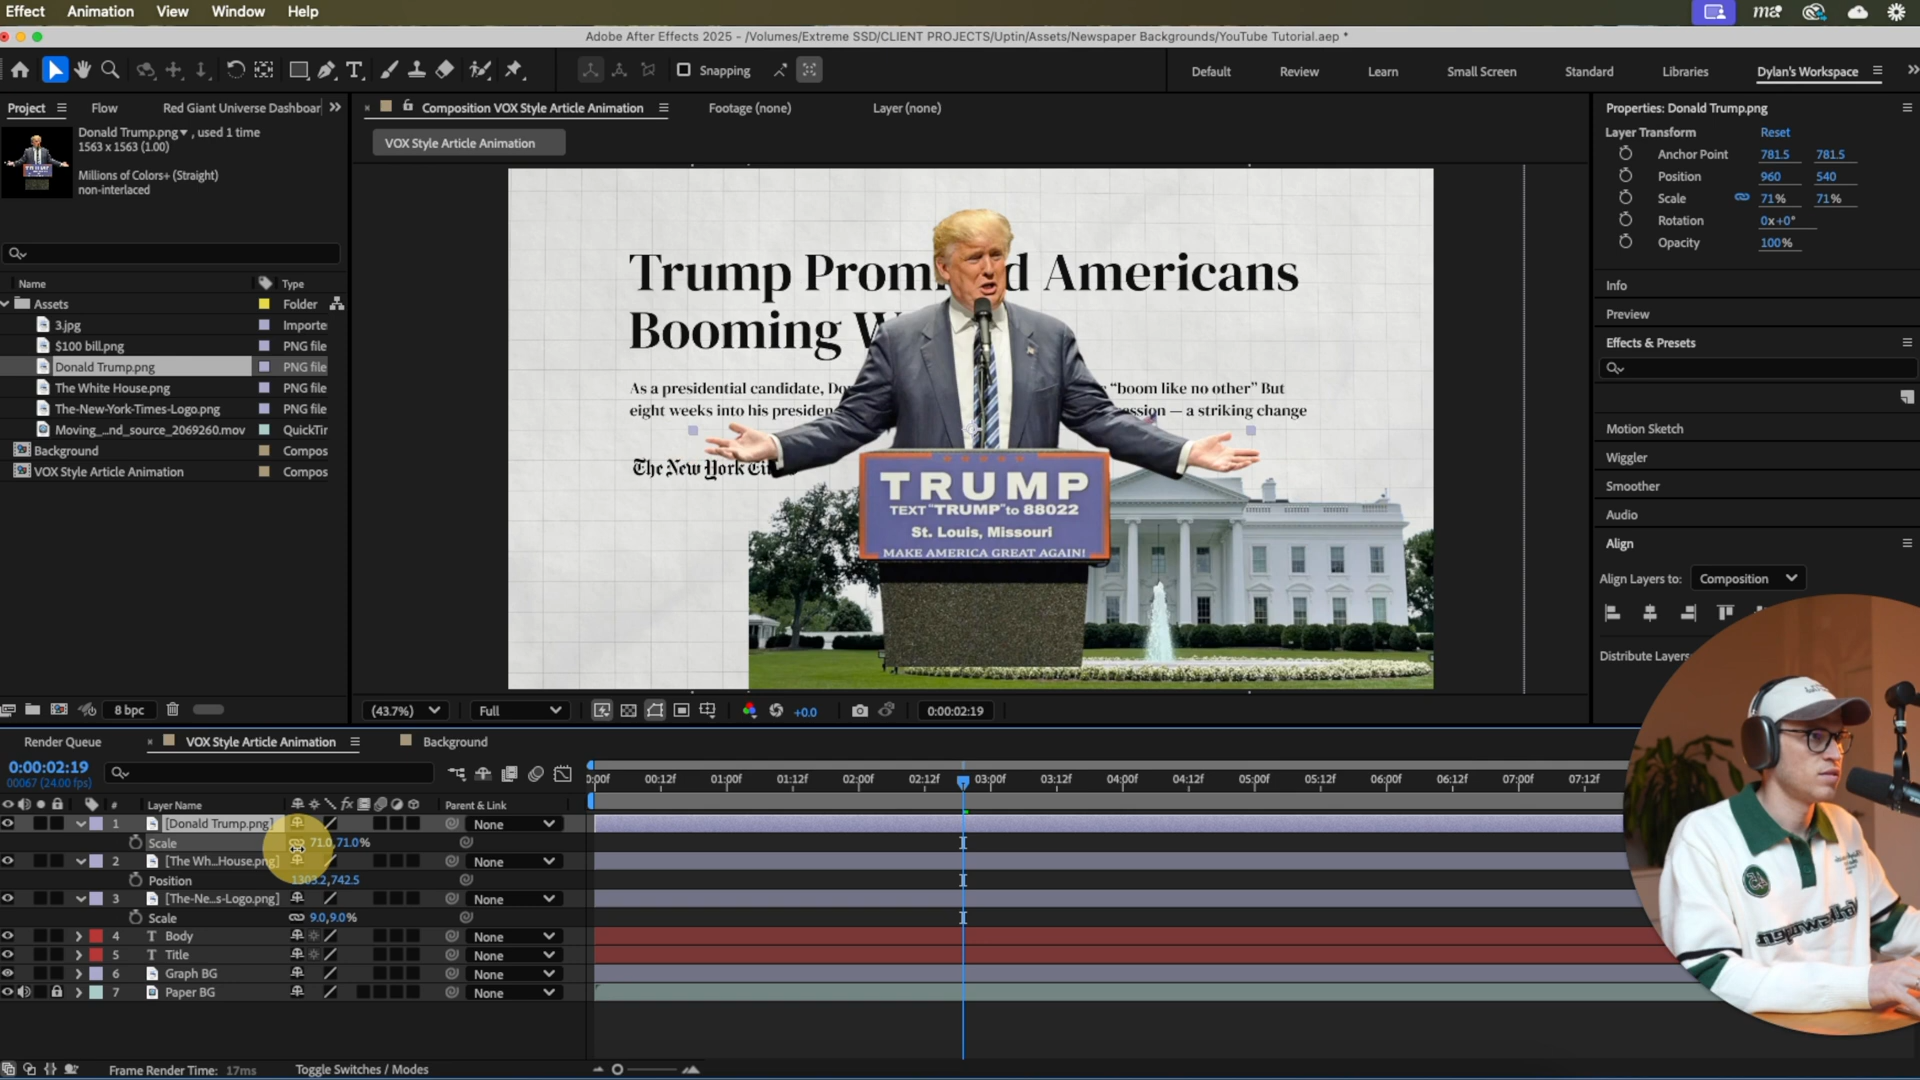 Effect Animation View Window Help
Adobe After Effects 2025 - /Volumes/Extreme SSD/CLIENT PROJECTS/Uptin/Assets/Newspaper Backgrounds/YouTube Tutorial.aep *
Snapping
Default Review Learn Small Screen Standard Libraries Dylan's Workspace
Project Flow Red Giant Universe Dashboar
Donald Trump.png , used 1 time
1563 x 1563 (1.00)
Millions of Colors+ (Straight)
non-interlaced
Name Type
Assets Folder
3.jpg Importe
$100 bill.png PNG file
Donald Trump.png PNG file
The White House.png PNG file
The-New-York-Times-Logo.png PNG file
Moving_...nd_source_2069260.mov QuickTir
Background Compos
VOX Style Article Animation Compos
8 bpc
Composition VOX Style Article Animation Footage (none) Layer (none)
VOX Style Article Animation
Trump Prom d Americans
Booming W
As a presidential candidate, Do “boom like no other” But
eight weeks into his presiden ession — a striking change
The New York Ti
TRUMP
TEXT "TRUMP" to 88022
St. Louis, Missouri
MAKE AMERICA GREAT AGAIN!
(43.7%) Full +0.0 0:00:02:19
Properties: Donald Trump.png
Layer Transform Reset
Anchor Point 781.5 781.5
Position 960 540
Scale 71% 71%
Rotation 0x+0°
Opacity 100%
Info
Preview
Effects & Presets
Motion Sketch
Wiggler
Smoother
Audio
Align
Align Layers to: Composition
Distribute Layers
Render Queue VOX Style Article Animation Background
0:00:02:19
00067 (24.00 fps)
:00f 00:12f 01:00f 01:12f 02:00f 02:12f 03:00f 03:12f 04:00f 04:12f 05:00f 05:12f 06:00f 06:12f 07:00f 07:12f
# Layer Name fx Parent & Link
1 [Donald Trump.png] None
Scale 71.0,71.0%
2 [The Wh...House.png] None
Position 1303.2,742.5
3 [The-Ne...s-Logo.png] None
Scale 9.0,9.0%
4 T Body None
5 T Title None
6 Graph BG None
7 Paper BG None
Frame Render Time: 17ms Toggle Switches / Modes